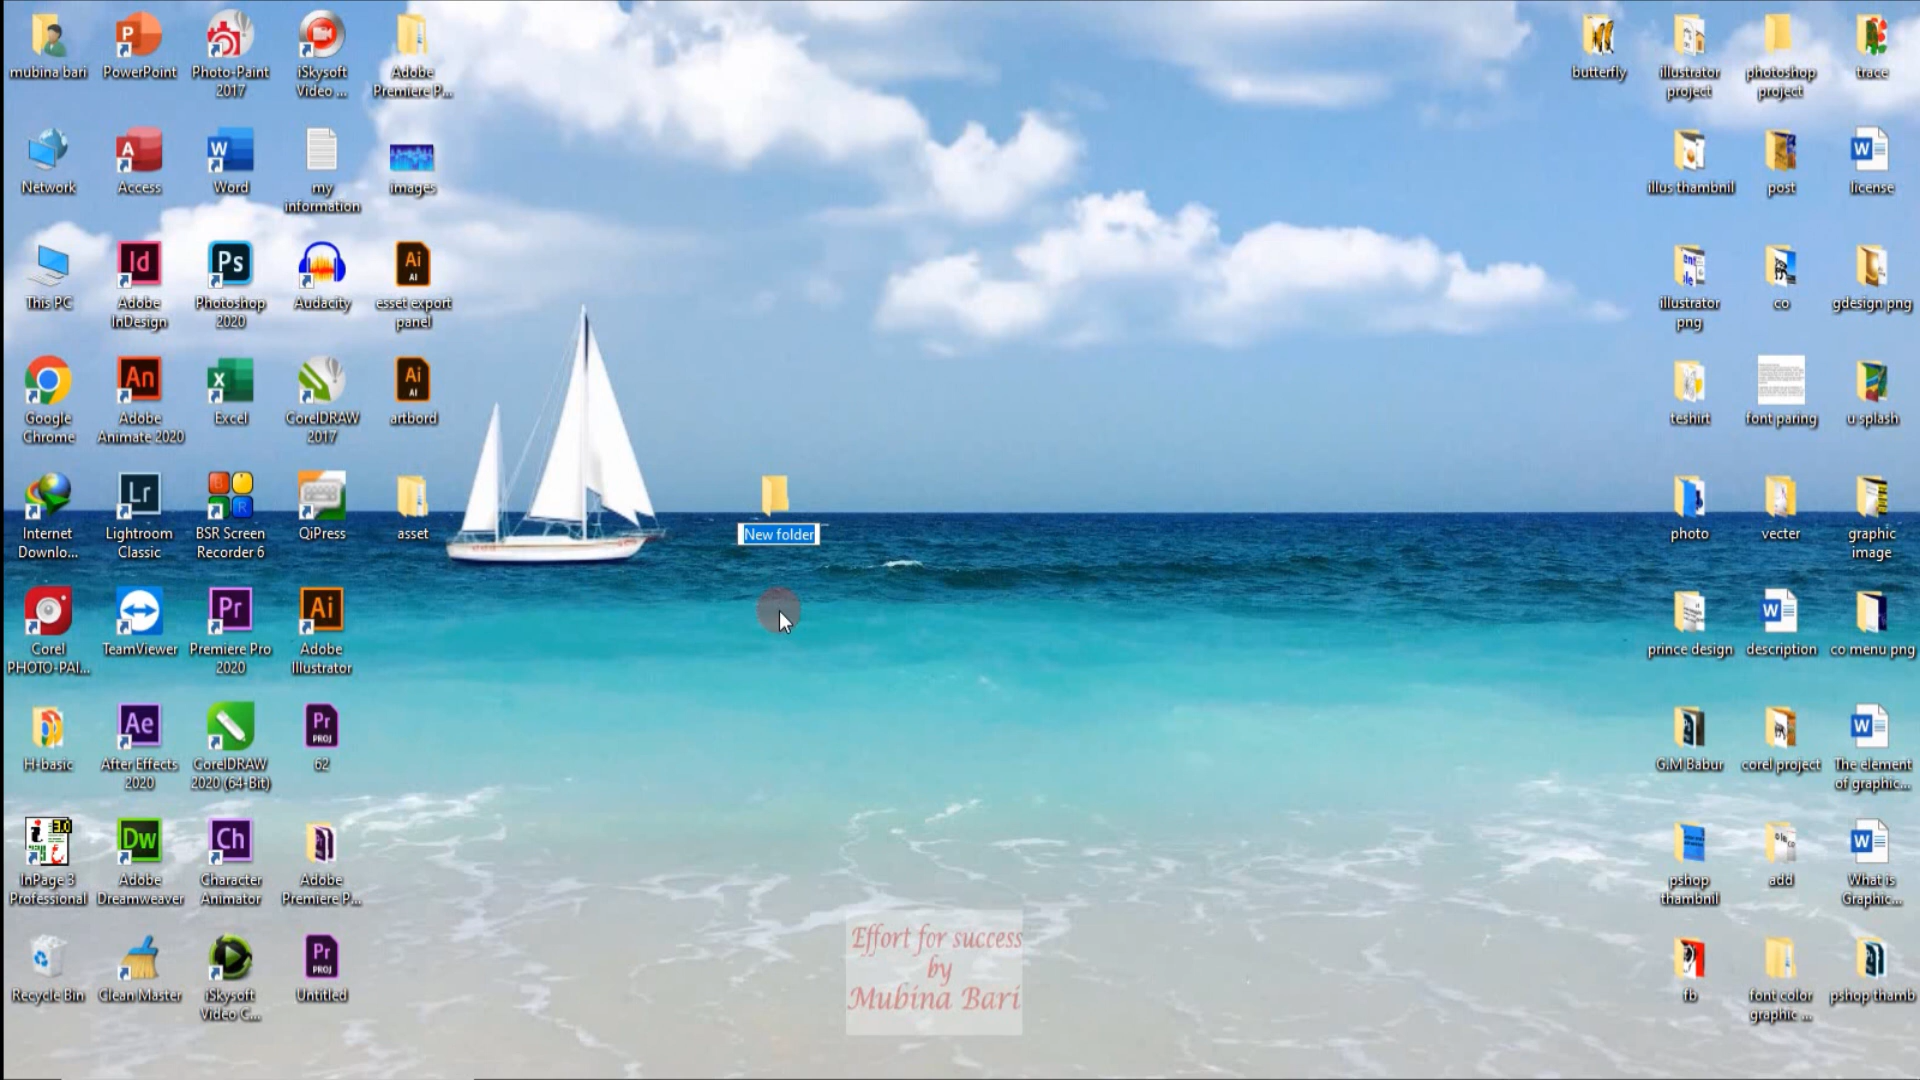 mubina bari
PowerPoint
Photo-Paint
2017
iSkysoft
Video ...
Adobe
Premiere P...
butterfly
illustrator
project
photoshop
project
trace
Network
Access
Word
my
information
images
illus thambnil
post
license
This PC
Adobe
InDesign
Photoshop
2020
Audacity
esset export
panel
illustrator
png
co
gdesign png
Google
Chrome
Adobe
Animate 2020
Excel
CorelDRAW
2017
artbord
teshirt
font paring
u splash
Internet
Downlo...
Lightroom
Classic
BSR Screen
Recorder 6
QiPress
asset
New folder
photo
vecter
graphic
image
Corel
PHOTO-PAI...
TeamViewer
Premiere Pro
2020
Adobe
Illustrator
prince design
description
co menu png
H-basic
After Effects
2020
CorelDRAW
2020 (64-Bit)
62
G.M Babur
corel project
The element
of graphic...
InPage 3
Professional
Adobe
Dreamweaver
Character
Animator
Adobe
Premiere P...
pshop
thambnil
add
What is
Graphic...
Recycle Bin
Clean Master
iSkysoft
Video C...
Untitled
fb
font color
graphic ...
pshop thamb
Effort for success
by
Mubina Bari